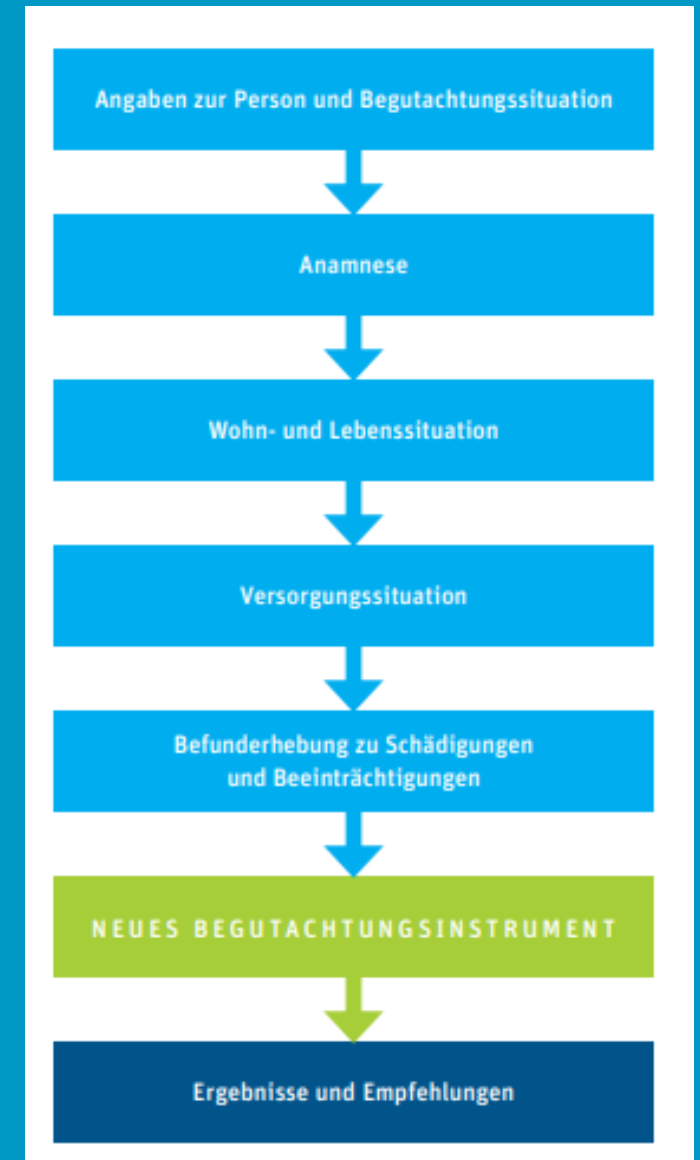 Angaben zur Person und Begutachtungssituation
Anamnese
Wohn- und Lebenssituation
Versorgungssituation
Befunderhebung zu Schädigungen
und Beeinträchtigungen
NEUES BEGUTACHTUNGSINSTRUMENT
Ergebnisse und Empfehlungen